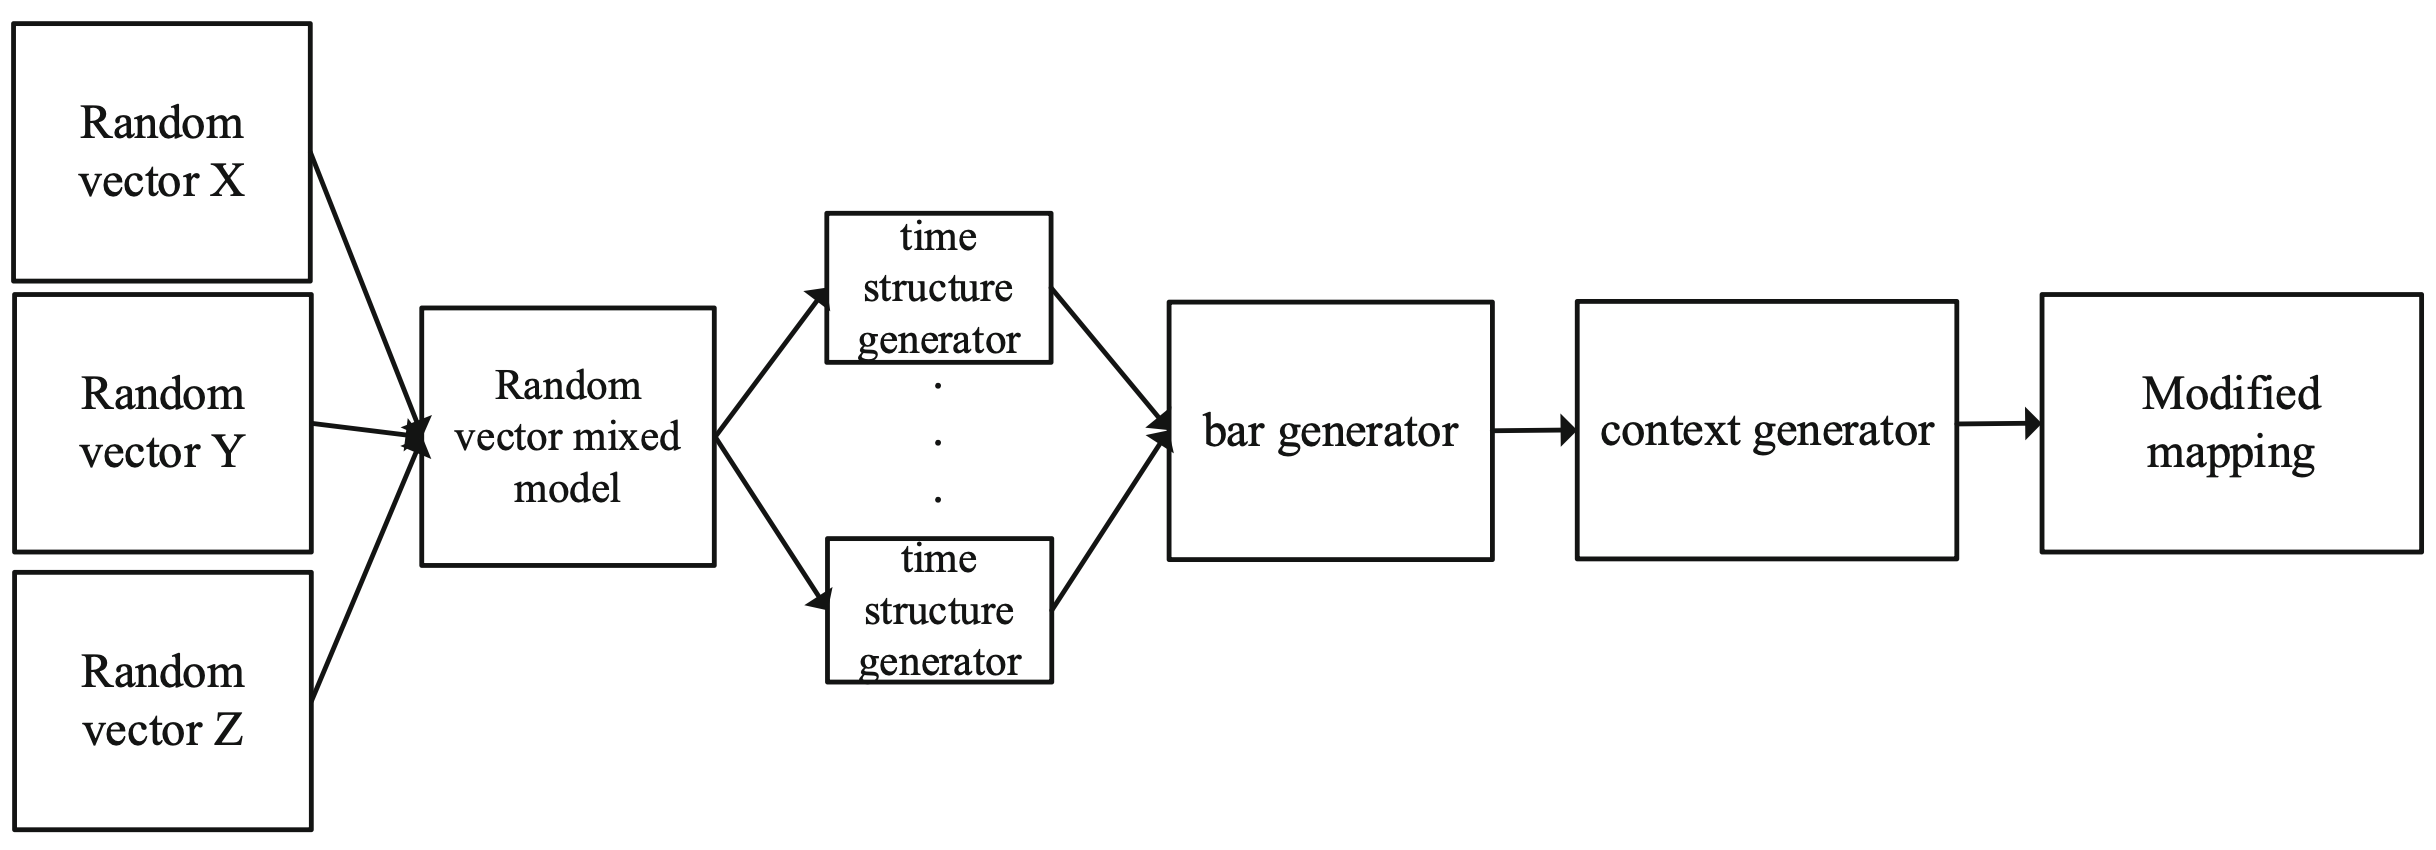 Random
vector X
Random
vector Y
Random
vector Z
Random
vector mixed
model
time
structure
generator
.
.
.
time
structure
generator
bar generator
context generator
Modified
mapping